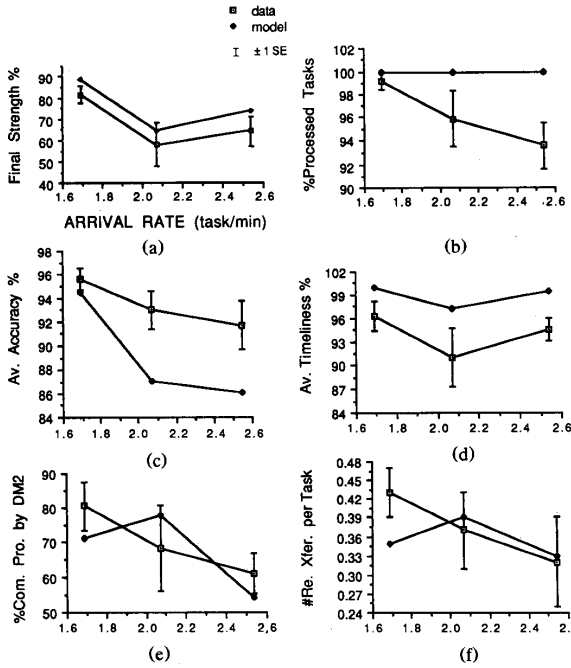 data
model
± 1 SE
Final Strength %
90
80
70
60
50
40
1.6 1.8 2.0 2.2 2.4 2.6
ARRIVAL RATE (task/min)
(a)
%Processed Tasks
102
100
98
96
94
92
90
1.6 1.8 2.0 2.2 2.4 2.6
(b)
Av. Accuracy %
96
94
92
90
88
86
84
1.6 1.8 2.0 2.2 2.4 2.6
(c)
Av. Timeliness %
102
99
96
93
90
87
84
1.6 1.8 2.0 2.2 2.4 2.6
(d)
%Com. Pro. by DM2
90
80
70
60
50
1.6 1.8 2.0 2.2 2.4 2,6
(e)
#Re. Xfer. per Task
0.48
0.45
0.42
0.39
0.36
0.33
0.30
0.27
0.24
1.6 1.8 2.0 2.2 2.4 2.
(f)